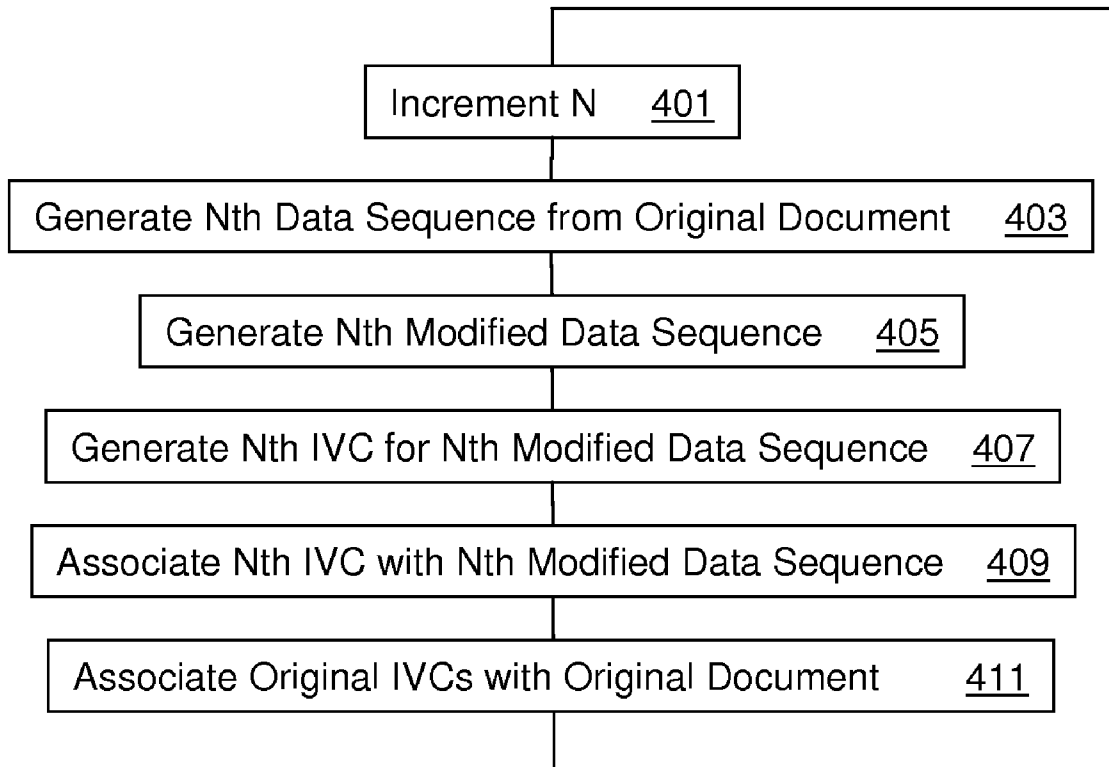 Increment N 401
Generate Nth Data Sequence from Original Document 403
Generate Nth Modified Data Sequence 405
Generate Nth IVC for Nth Modified Data Sequence 407
Associate Nth IVC with Nth Modified Data Sequence 409
Associate Original IVCs with Original Document 411